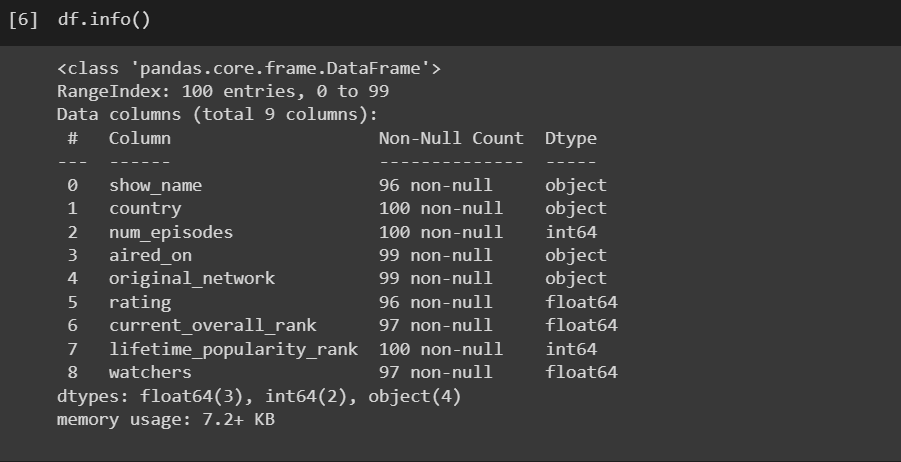 [6] df.info()
<class 'pandas.core.frame.DataFrame'>
RangeIndex: 100 entries, 0 to 99
Data columns (total 9 columns):
 #   Column                   Non-Null Count  Dtype
---  ------                   --------------  -----
 0   show_name                96 non-null     object
 1   country                  100 non-null    object
 2   num_episodes             100 non-null    int64
 3   aired_on                 99 non-null     object
 4   original_network         99 non-null     object
 5   rating                   96 non-null     float64
 6   current_overall_rank     97 non-null     float64
 7   lifetime_popularity_rank 100 non-null    int64
 8   watchers                 97 non-null     float64
dtypes: float64(3), int64(2), object(4)
memory usage: 7.2+ KB